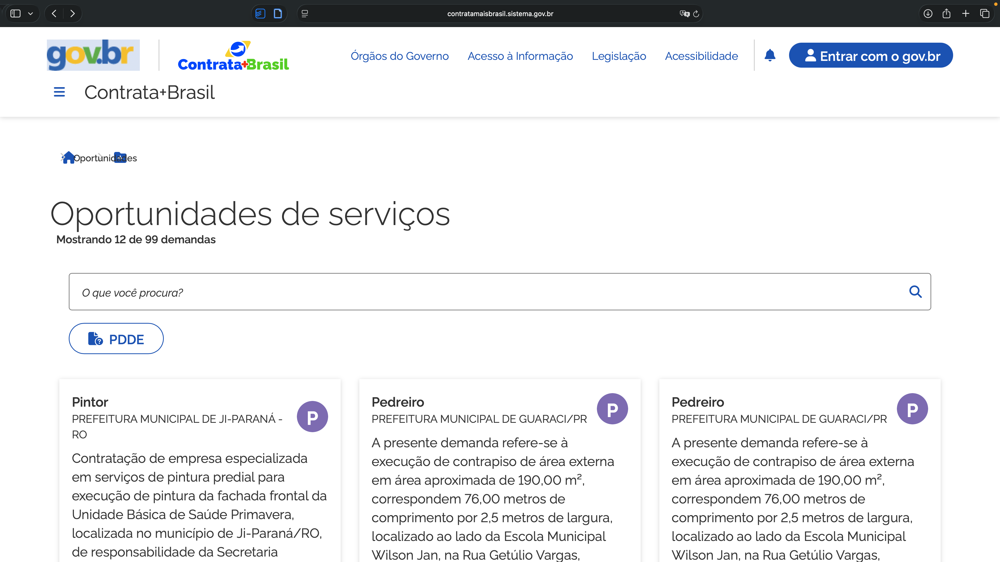 contratamaisbrasil.sistema.gov.br
gov.br
Contrata+Brasil
Órgãos do Governo
Acesso à Informação
Legislação
Acessibilidade
Entrar com o gov.br
Contrata+Brasil
Oportunidades
Oportunidades de serviços
Mostrando 12 de 99 demandas
O que você procura?
PDDE
Pintor
P
PREFEITURA MUNICIPAL DE JI-PARANÁ -
RO
Contratação de empresa especializada
em serviços de pintura predial para
execução de pintura da fachada frontal da
Unidade Básica de Saúde Primavera,
localizada no município de Ji-Paraná/RO,
de responsabilidade da Secretaria
Pedreiro
P
PREFEITURA MUNICIPAL DE GUARACI/PR
A presente demanda refere-se à
execução de contrapiso de área externa
em área aproximada de 190,00 m²,
correspondem 76,00 metros de
comprimento por 2,5 metros de largura,
localizado ao lado da Escola Municipal
Wilson Jan, na Rua Getúlio Vargas,
Pedreiro
P
PREFEITURA MUNICIPAL DE GUARACI/PR
A presente demanda refere-se à
execução de contrapiso de área externa
em área aproximada de 190,00 m²,
correspondem 76,00 metros de
comprimento por 2,5 metros de largura,
localizado ao lado da Escola Municipal
Wilson Jan, na Rua Getúlio Vargas,